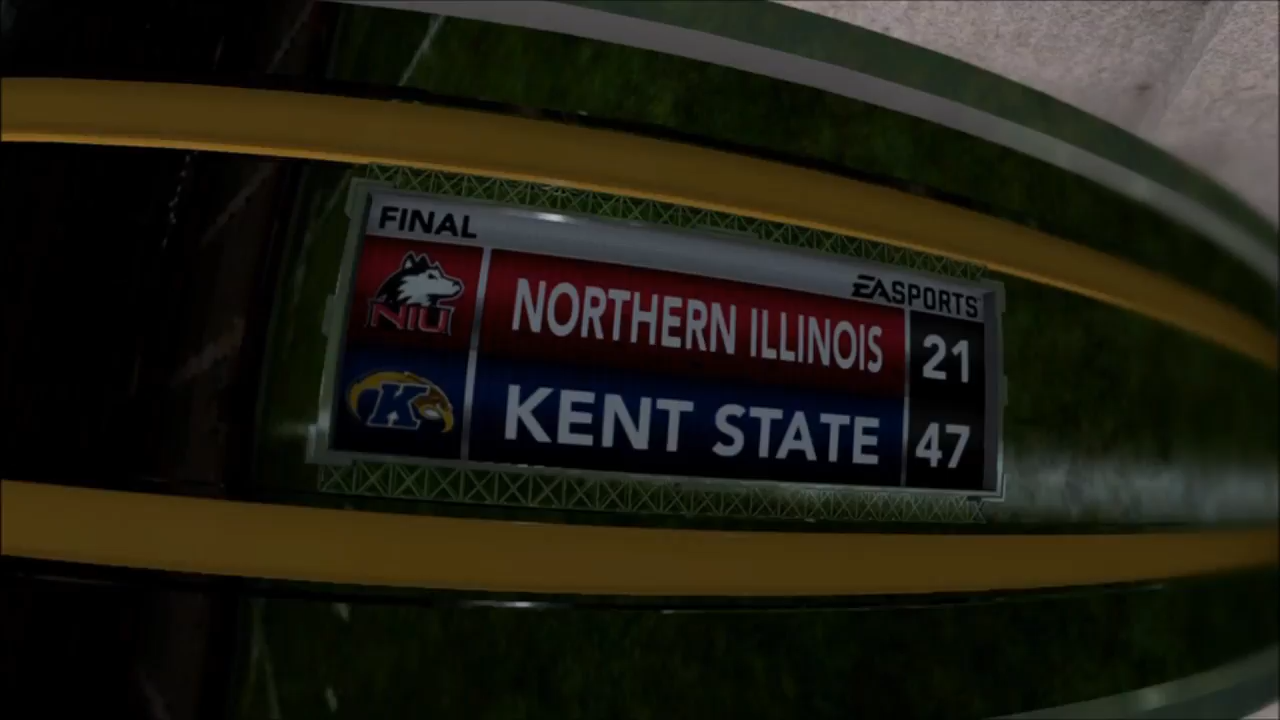 FINAL
EA SPORTS
NIU
NORTHERN ILLINOIS
21
K
KENT STATE
47